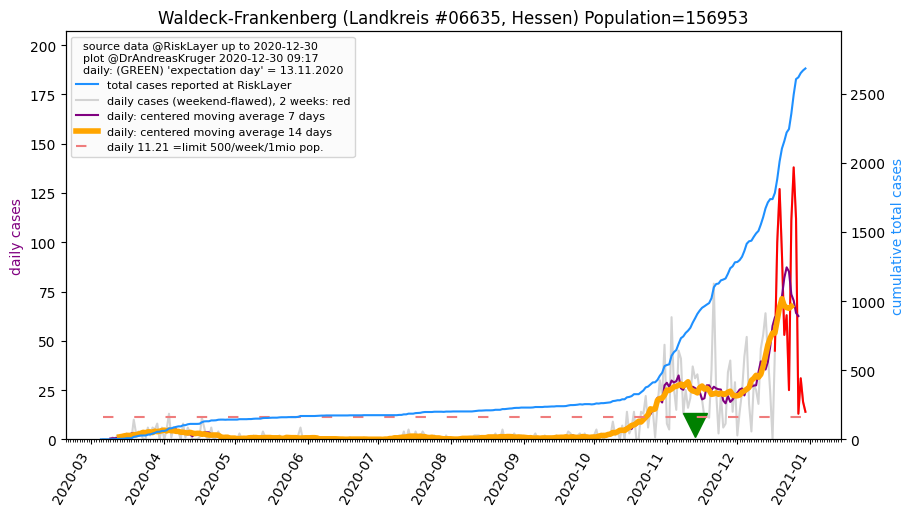 Waldeck-Frankenberg (Landkreis #06635, Hessen) Population=156953
source data @RiskLayer up to 2020-12-30
plot @DrAndreasKruger 2020-12-30 09:17
daily: (GREEN) 'expectation day' = 13.11.2020
total cases reported at RiskLayer
daily cases (weekend-flawed), 2 weeks: red
daily: centered moving average 7 days
daily: centered moving average 14 days
daily 11.21 =limit 500/week/1mio pop.
daily cases
200
175
150
125
100
75
50
25
0
cumulative total cases
2500
2000
1500
1000
500
0
2020-03
2020-04
2020-05
2020-06
2020-07
2020-08
2020-09
2020-10
2020-11
2020-12
2021-01